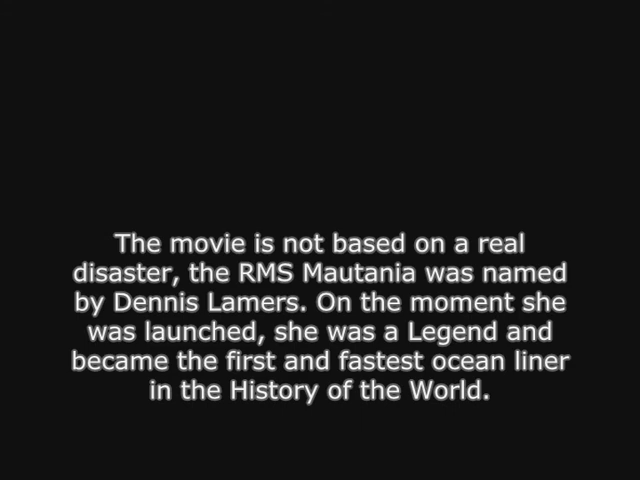 The movie is not based on a real
disaster, the RMS Mautania was named
by Dennis Lamers. On the moment she
was launched, she was a Legend and
became the first and fastest ocean liner
in the History of the World.